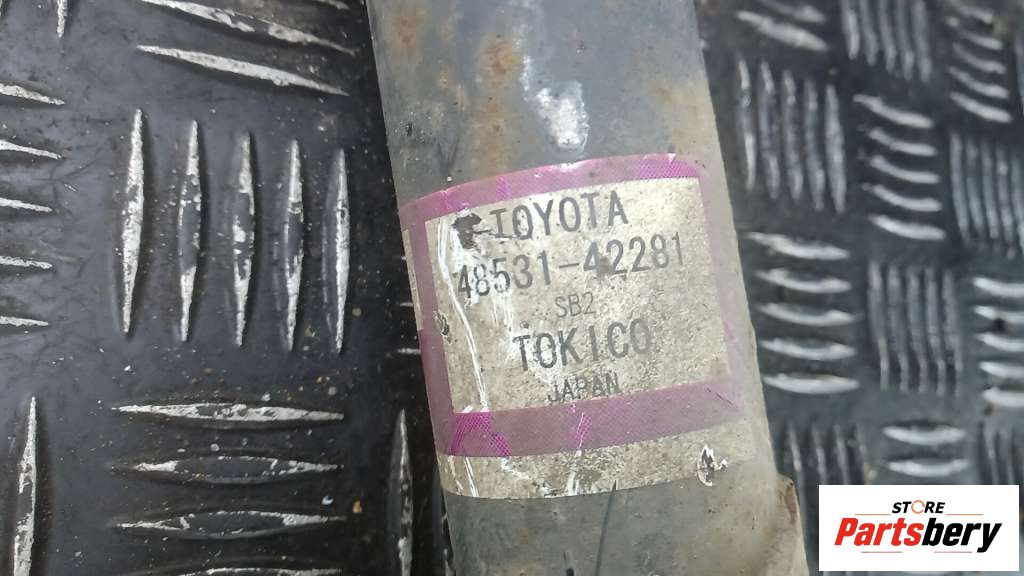 TOYOTA
48531-42281
SB2
TOKICO
JAPAN
STORE
Partsbery